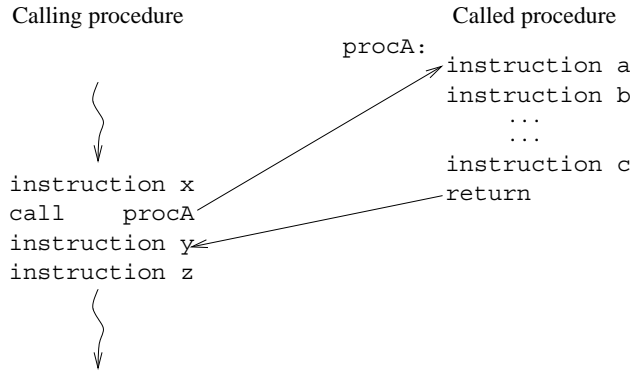 Calling procedure
Called procedure
procA:
instruction a
instruction b
...
...
instruction c
return
instruction x
call procA
instruction y
instruction z